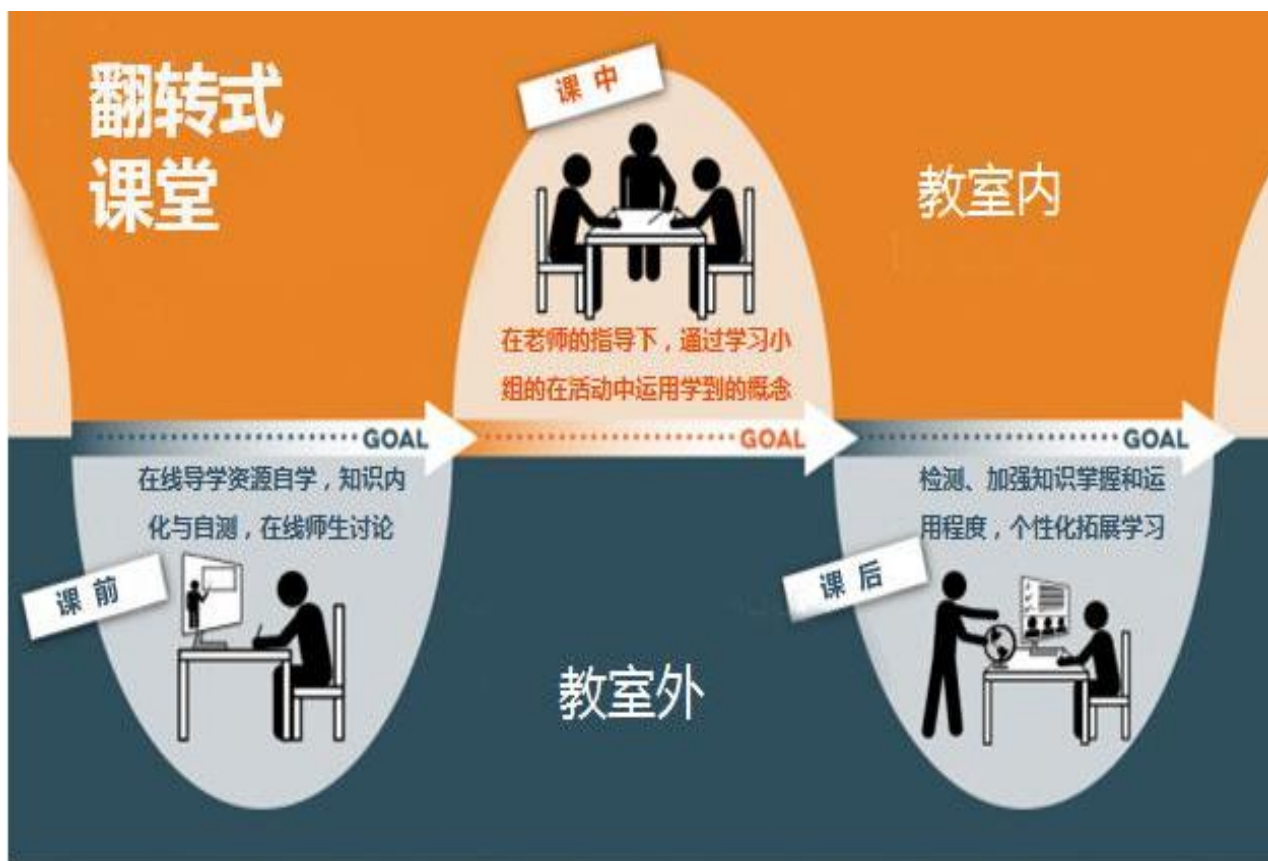 翻转式
课堂
课 中
教室内
在老师的指导下，通过学习小
组的在活动中运用学到的概念
GOAL
GOAL
GOAL
在线导学资源自学，知识内
化与自测，在线师生讨论
课 前
检测、加强知识掌握和运
用程度，个性化拓展学习
课 后
教室外